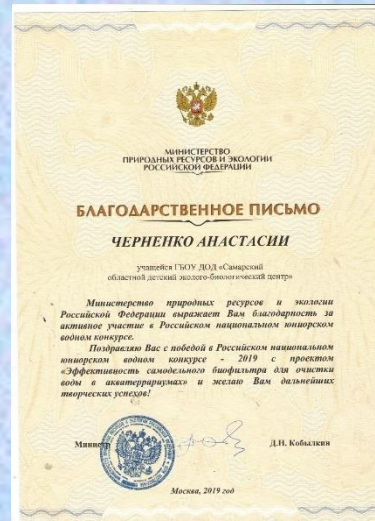 МИНИСТЕРСТВО
ПРИРОДНЫХ РЕСУРСОВ И ЭКОЛОГИИ
РОССИЙСКОЙ ФЕДЕРАЦИИ
БЛАГОДАРСТВЕННОЕ ПИСЬМО
ЧЕРНЕНКО АНАСТАСИИ
учащейся ГБОУ ДОД «Самарский
областной детский эколого-биологический центр»
Министерство природных ресурсов и экологии
Российской Федерации выражает Вам благодарность за
активное участие в Российском национальном юниорском
водном конкурсе.
Поздравляю Вас с победой в Российском национальном
юниорском водном конкурсе - 2019 с проектом
«Эффективность самодельного биофильтра для очистки
воды в акватеррариумах» и желаю Вам дальнейших
творческих успехов!
Министр Д.Н. Кобылкин
Москва, 2019 год